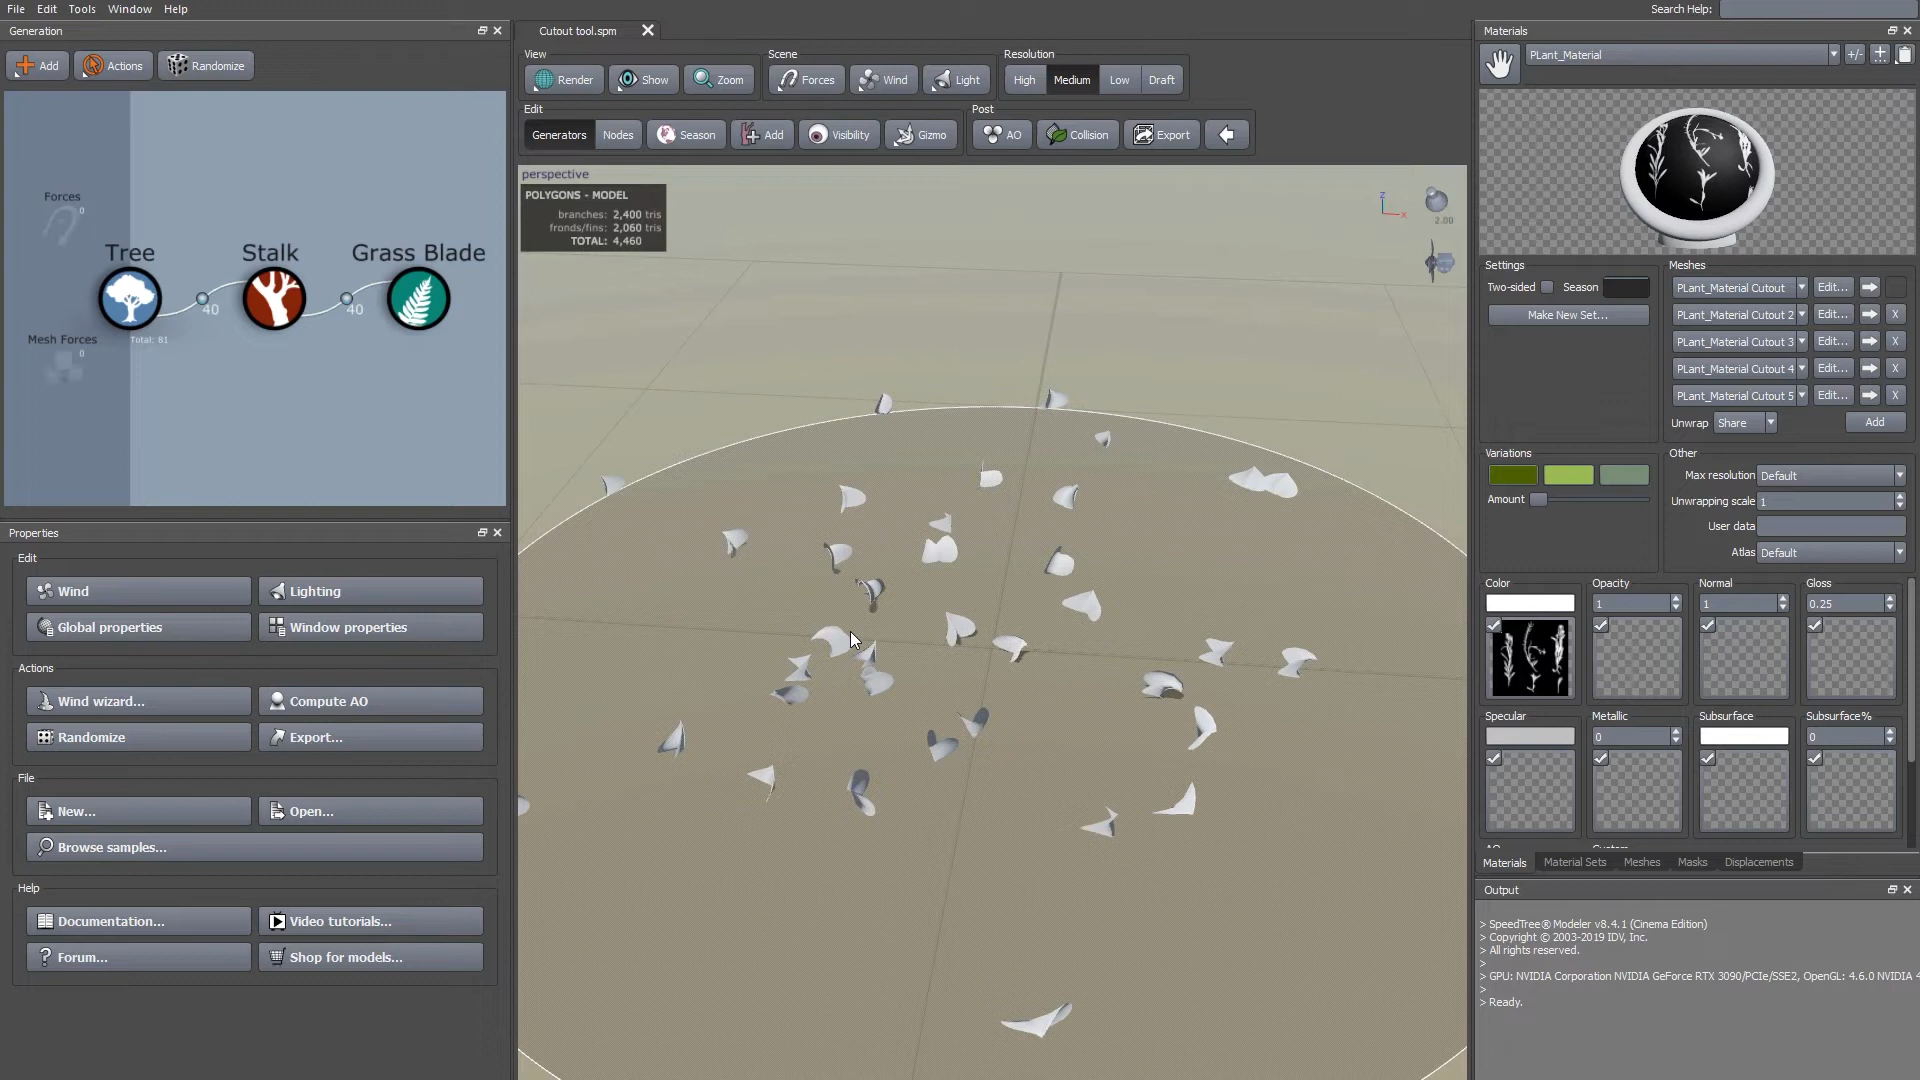 File Edit Tools Window Help
Search Help:
Generation
Add Actions Randomize
Forces
0
Tree Stalk Grass Blade
40 40
Mesh Forces
0
Total: 81
Properties
Edit
Wind Lighting
Global properties Window properties
Actions
Wind wizard... Compute AO
Randomize Export...
File
New... Open...
Browse samples...
Help
Documentation... Video tutorials...
Forum... Shop for models...
Cutout tool.spm
View Scene Resolution
Render Show Zoom Forces Wind Light High Medium Low Draft
Edit Post
Generators Nodes Season Add Visibility Gizmo AO Collision Export
perspective
POLYGONS - MODEL
branches: 2,400 tris
fronds/fins: 2,060 tris
TOTAL: 4,460
Z
X
2.00
Materials
PLant_Material
+/-
Settings
Two-sided Season
Make New Set...
Meshes
PLant_Material Cutout Edit...
PLant_Material Cutout 2 Edit... X
PLant_Material Cutout 3 Edit... X
PLant_Material Cutout 4 Edit... X
PLant_Material Cutout 5 Edit... X
Unwrap Share Add
Variations
Amount
Other
Max resolution Default
Unwrapping scale 1
User data
Atlas Default
Color Opacity Normal Gloss
1 1 0.25
Specular Metallic Subsurface Subsurface%
0 0
Materials Material Sets Meshes Masks Displacements
Output
> SpeedTree® Modeler v8.4.1 (Cinema Edition)
> Copyright © 2003-2019 IDV, Inc.
> All rights reserved.
>
> GPU: NVIDIA Corporation NVIDIA GeForce RTX 3090/PCIe/SSE2, OpenGL: 4.6.0 NVIDIA
>
> Ready.